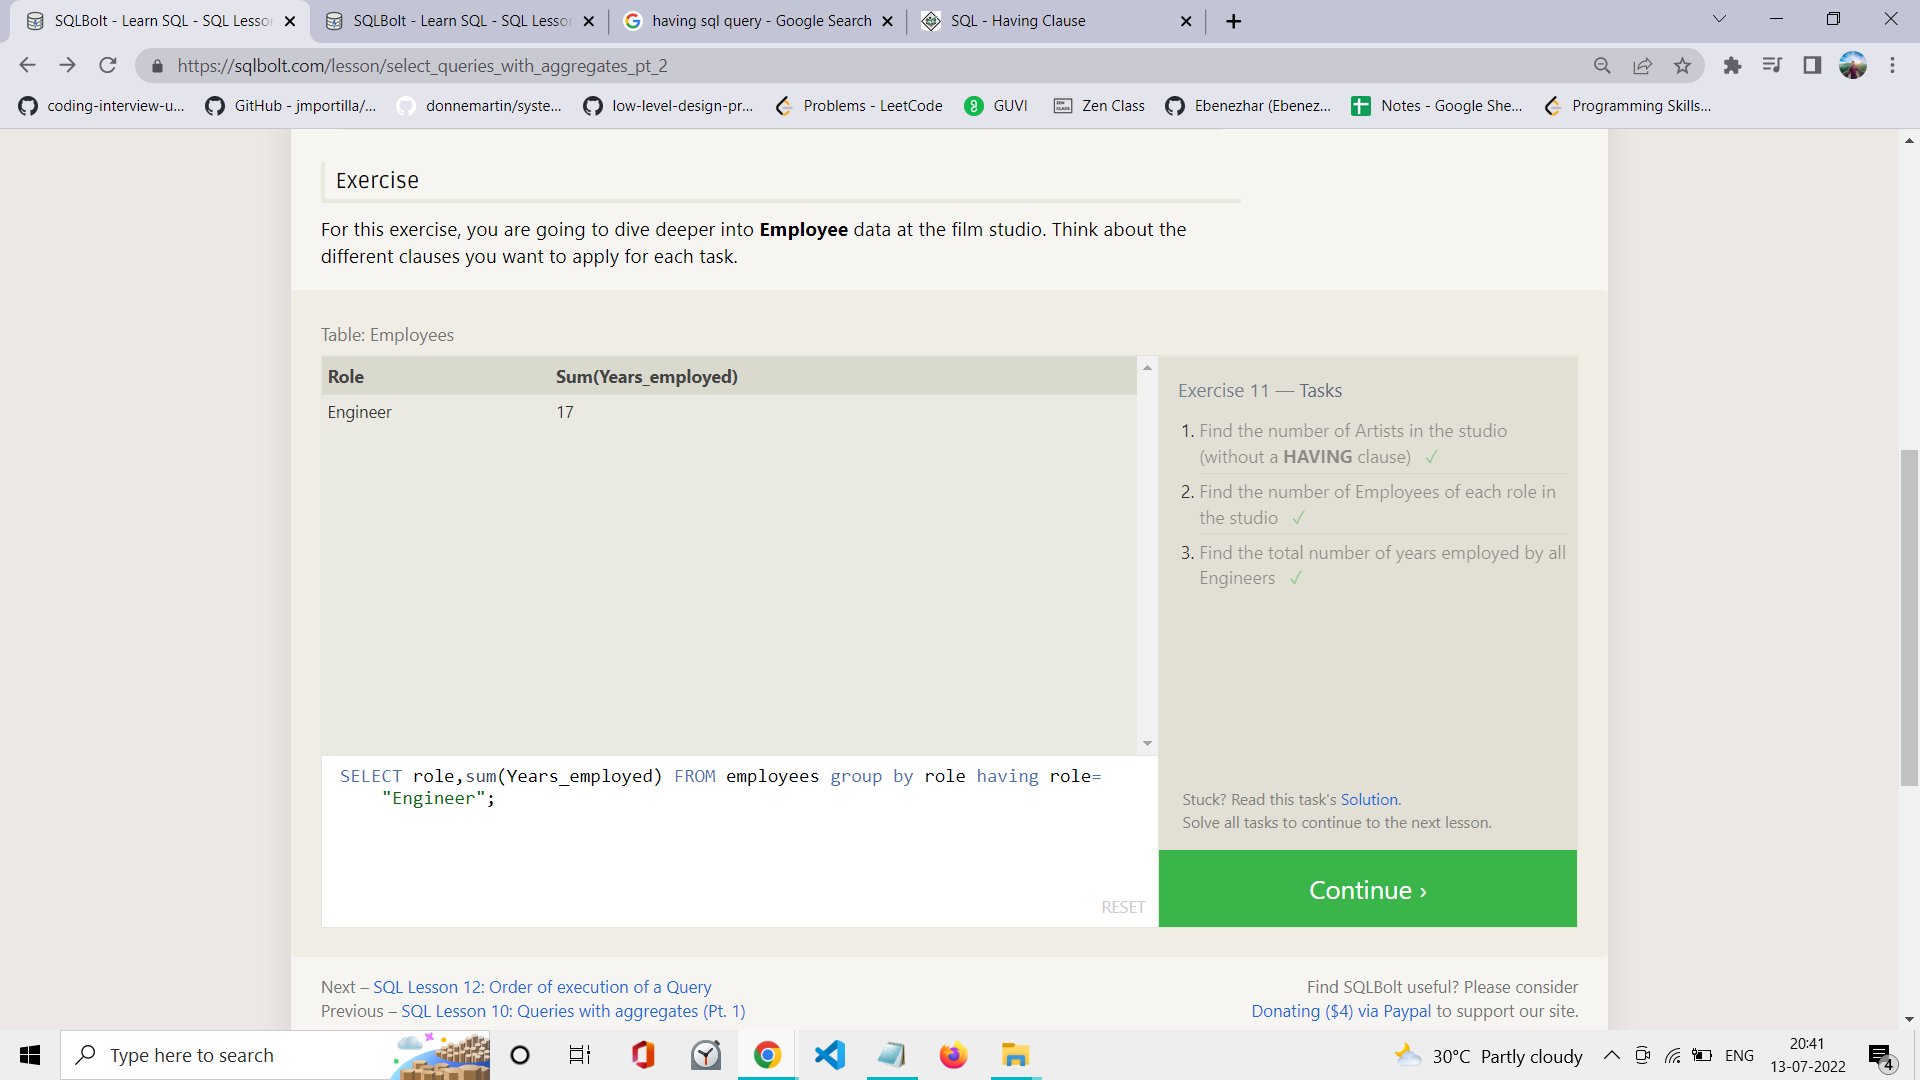 SQLBolt - Learn SQL - SQL Lesson
SQLBolt - Learn SQL - SQL Lesson
having sql query - Google Search
SQL - Having Clause
https://sqlbolt.com/lesson/select_queries_with_aggregates_pt_2
coding-interview-u...
GitHub - jmportilla/...
donnemartin/syste...
low-level-design-pr...
Problems - LeetCode
GUVI
Zen Class
Ebenezhar (Ebenez...
Notes - Google She...
Programming Skills...
Exercise
For this exercise, you are going to dive deeper into Employee data at the film studio. Think about the
different clauses you want to apply for each task.
Table: Employees
Role Sum(Years_employed)
Engineer 17
SELECT role,sum(Years_employed) FROM employees group by role having role=
"Engineer";
RESET
Exercise 11 — Tasks
1. Find the number of Artists in the studio
(without a HAVING clause) ✓
2. Find the number of Employees of each role in
the studio ✓
3. Find the total number of years employed by all
Engineers ✓
Stuck? Read this task's Solution.
Solve all tasks to continue to the next lesson.
Continue ›
Next – SQL Lesson 12: Order of execution of a Query
Previous – SQL Lesson 10: Queries with aggregates (Pt. 1)
Find SQLBolt useful? Please consider
Donating ($4) via Paypal to support our site.
Type here to search
30°C Partly cloudy
ENG
20:41
13-07-2022
4